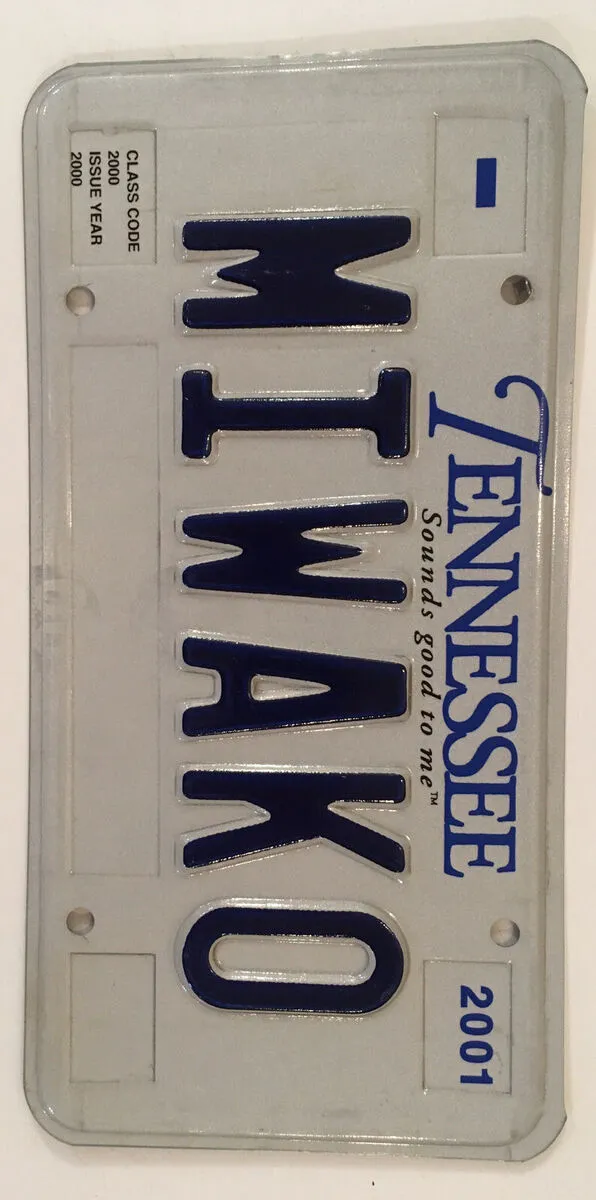 TENNESSEE
2001
Sounds good to me™
MIWAKO
CLASS CODE
2000
ISSUE YEAR
2000